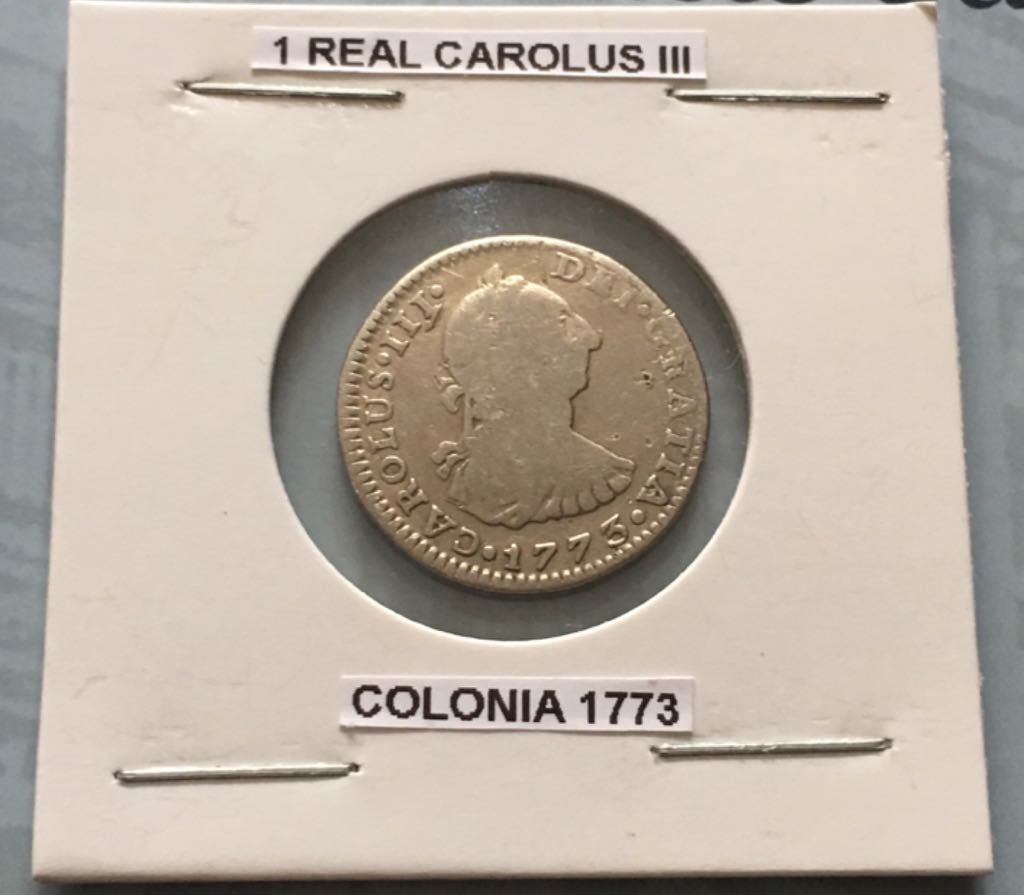 1 REAL CAROLUS III
CAROLUS·III· DEI·GRATIA·
·1773·
COLONIA 1773